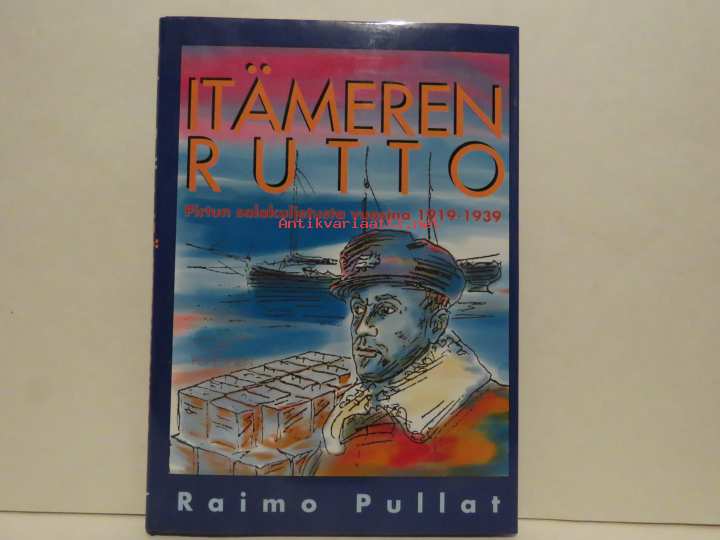 ITÄMEREN
RUTTO
Pirtun salakuljetusta vuosina 1919-1939
Antikvariaatti.net
Raimo Pullat